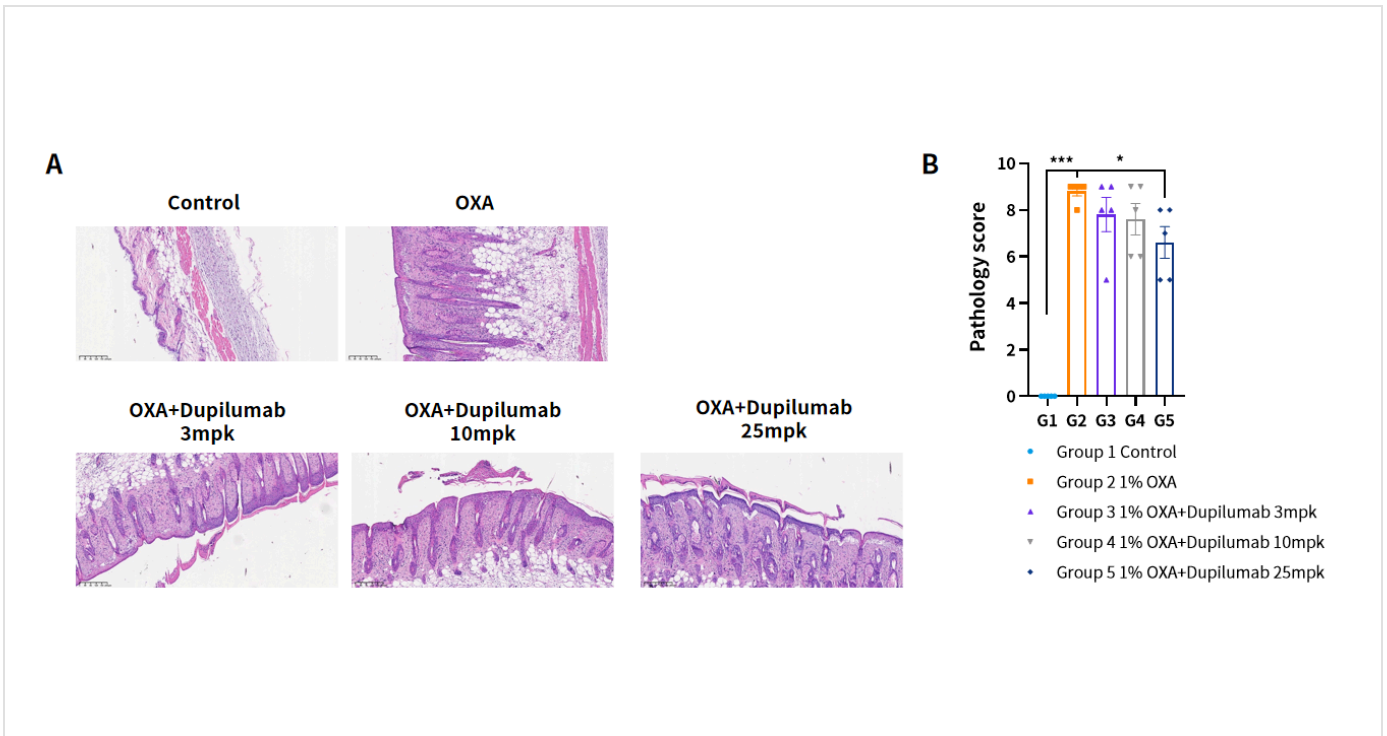 A
Control
OXA
OXA+Dupilumab
3mpk
OXA+Dupilumab
10mpk
OXA+Dupilumab
25mpk
B
***
*
Pathology score
10
8
6
4
2
0
G1 G2 G3 G4 G5
Group 1 Control
Group 2 1% OXA
Group 3 1% OXA+Dupilumab 3mpk
Group 4 1% OXA+Dupilumab 10mpk
Group 5 1% OXA+Dupilumab 25mpk